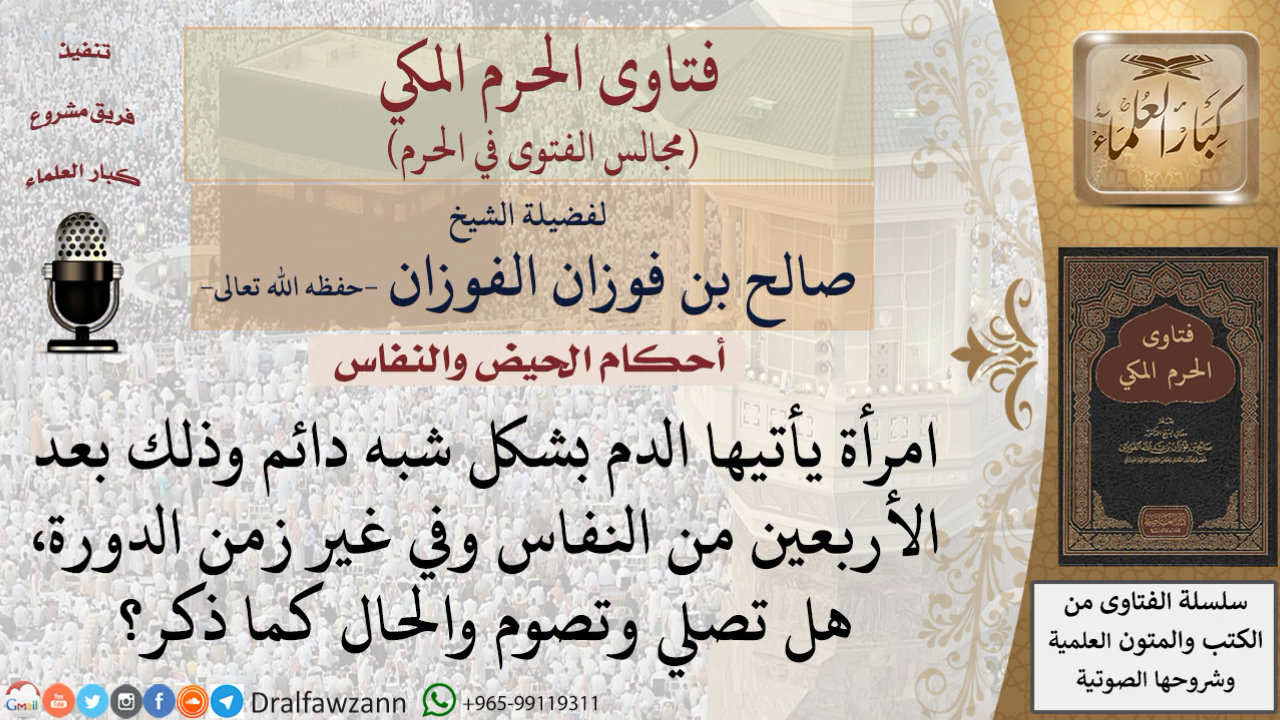 فتاوى الحرم المكي
(مجالس الفتوى في الحرم)
لفضيلة الشيخ
صالح بن فوزان الفوزان -حفظه الله تعالى-
أحكام الحيض والنفاس
امرأة يأتيها الدم بشكل شبه دائم وذلك بعد
الأربعين من النفاس وفي غير زمن الدورة،
هل تصلي وتصوم والحال كما ذكر؟
تنفيذ
فريق مشروع
كبار العلماء
كبار العلماء
فتاوى
الحرم المكي
سلسلة الفتاوى من
الكتب والمتون العلمية
وشروحها الصوتية
Gmail
You Tube
Dralfawzann
+965-99119311